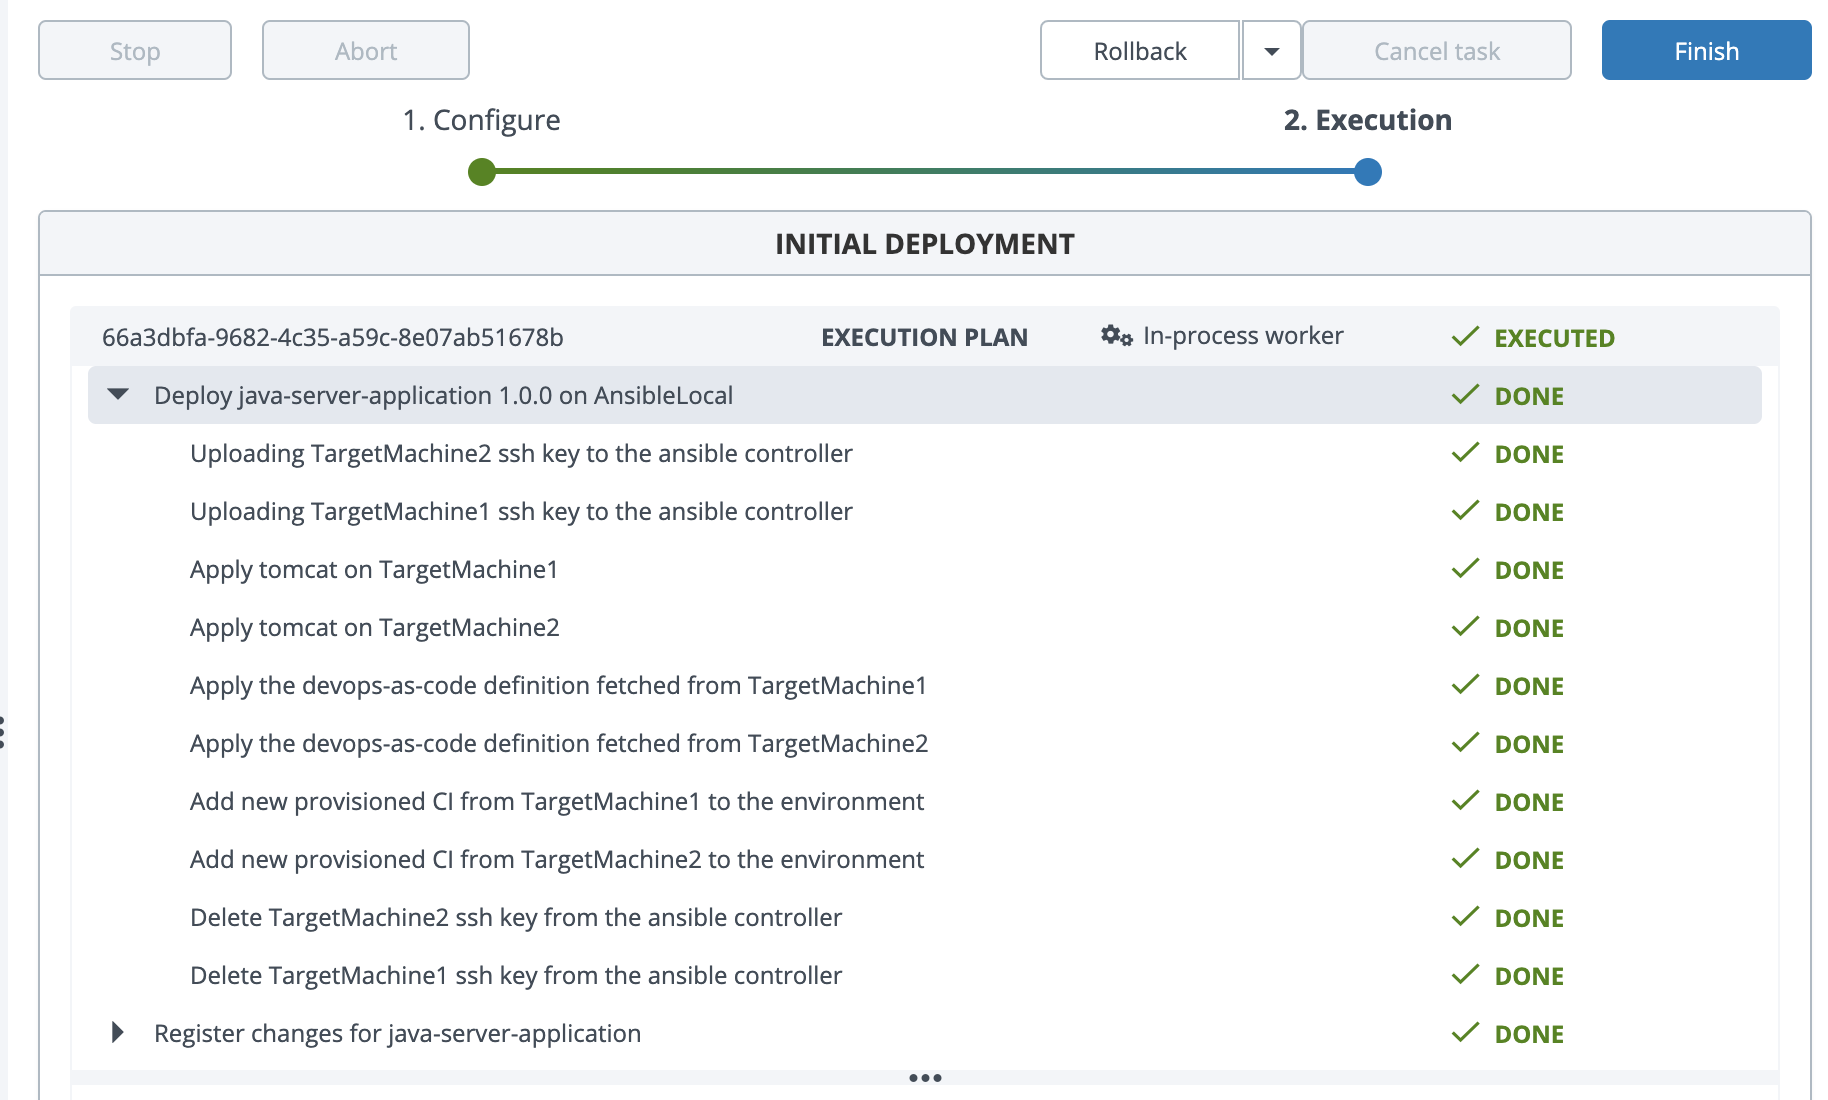 Stop Abort Rollback Cancel task Finish
1. Configure 2. Execution
INITIAL DEPLOYMENT
66a3dbfa-9682-4c35-a59c-8e07ab51678b EXECUTION PLAN In-process worker EXECUTED
Deploy java-server-application 1.0.0 on AnsibleLocal DONE
Uploading TargetMachine2 ssh key to the ansible controller DONE
Uploading TargetMachine1 ssh key to the ansible controller DONE
Apply tomcat on TargetMachine1 DONE
Apply tomcat on TargetMachine2 DONE
Apply the devops-as-code definition fetched from TargetMachine1 DONE
Apply the devops-as-code definition fetched from TargetMachine2 DONE
Add new provisioned CI from TargetMachine1 to the environment DONE
Add new provisioned CI from TargetMachine2 to the environment DONE
Delete TargetMachine2 ssh key from the ansible controller DONE
Delete TargetMachine1 ssh key from the ansible controller DONE
Register changes for java-server-application DONE